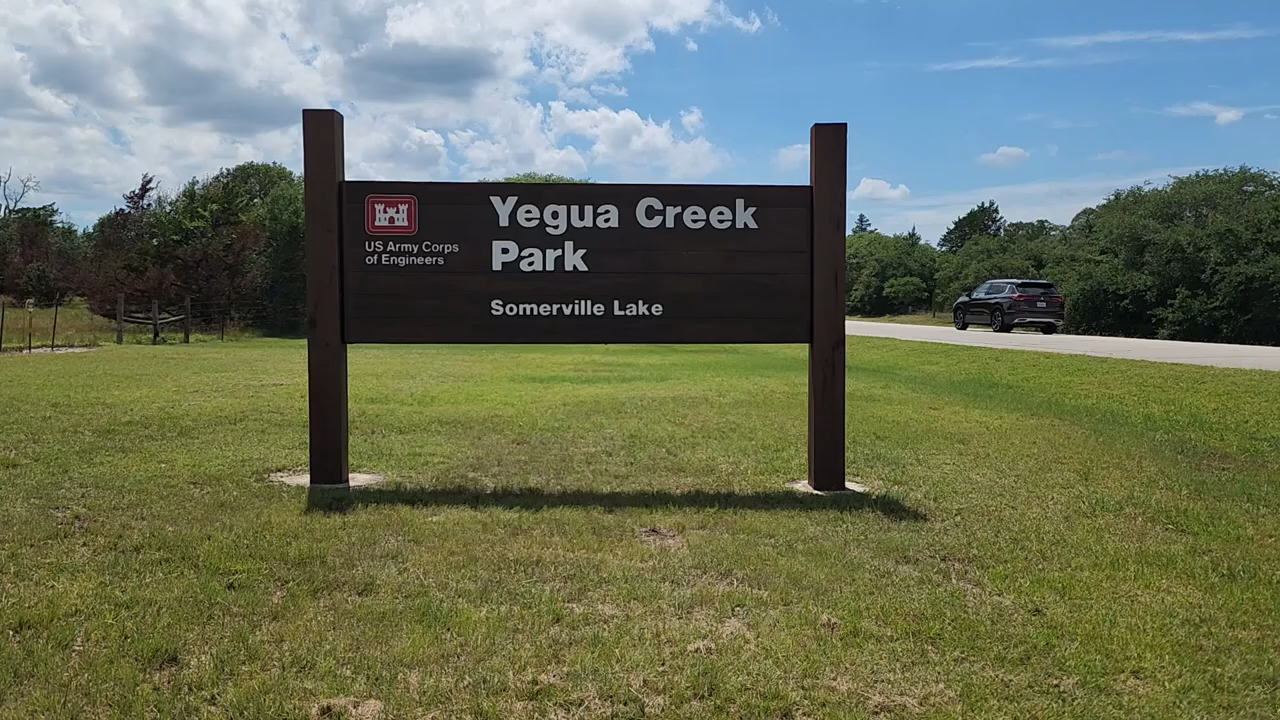 US Army Corps
of Engineers
Yegua Creek
Park
Somerville Lake